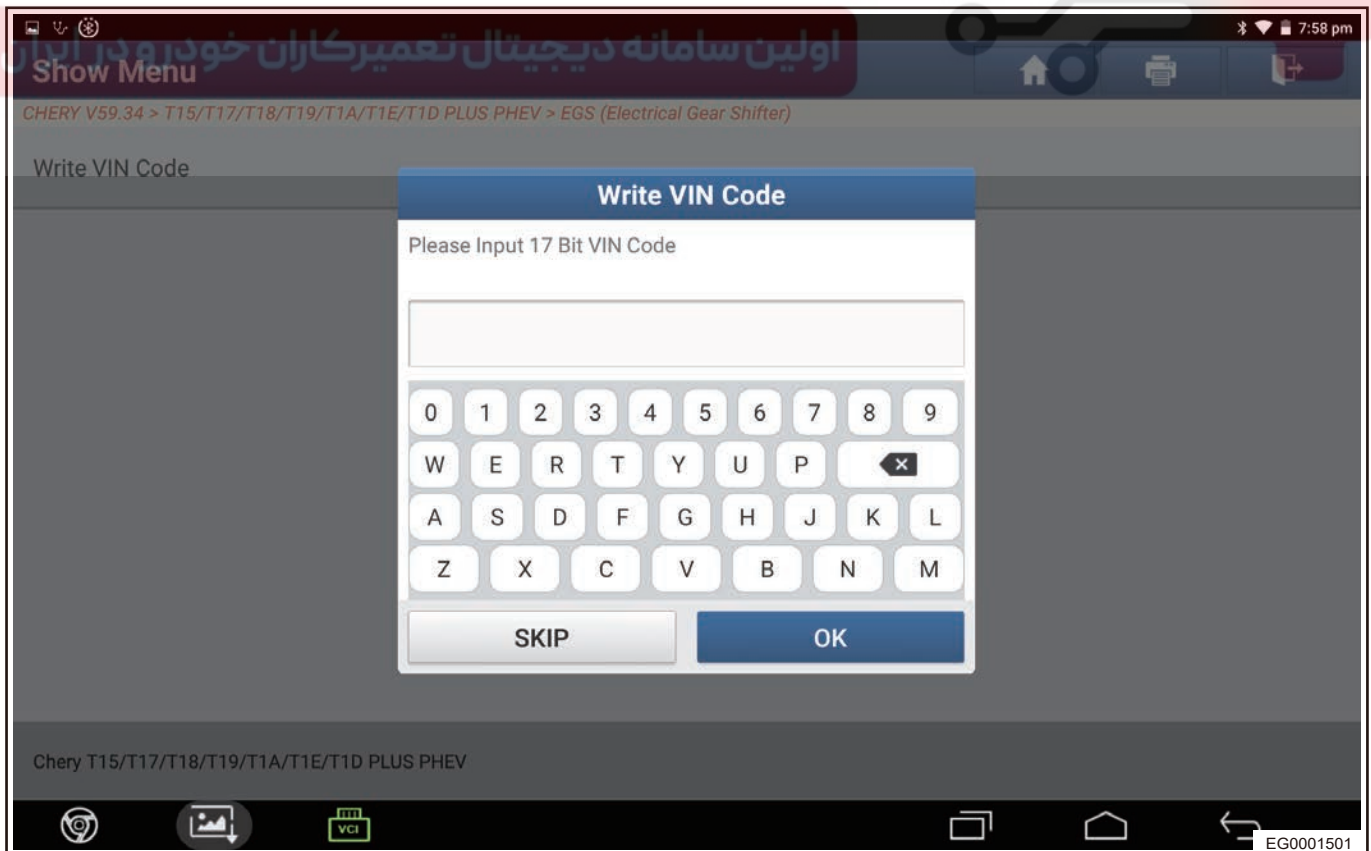 7:58 pm
اولین سامانه دیجیتال تعمیرکاران خودرو در ایران
Show Menu
CHERY V59.34 > T15/T17/T18/T19/T1A/T1E/T1D PLUS PHEV > EGS (Electrical Gear Shifter)
Write VIN Code
Write VIN Code
Please Input 17 Bit VIN Code
0 1 2 3 4 5 6 7 8 9
W E R T Y U P
A S D F G H J K L
Z X C V B N M
SKIP OK
Chery T15/T17/T18/T19/T1A/T1E/T1D PLUS PHEV
VCI
EG0001501